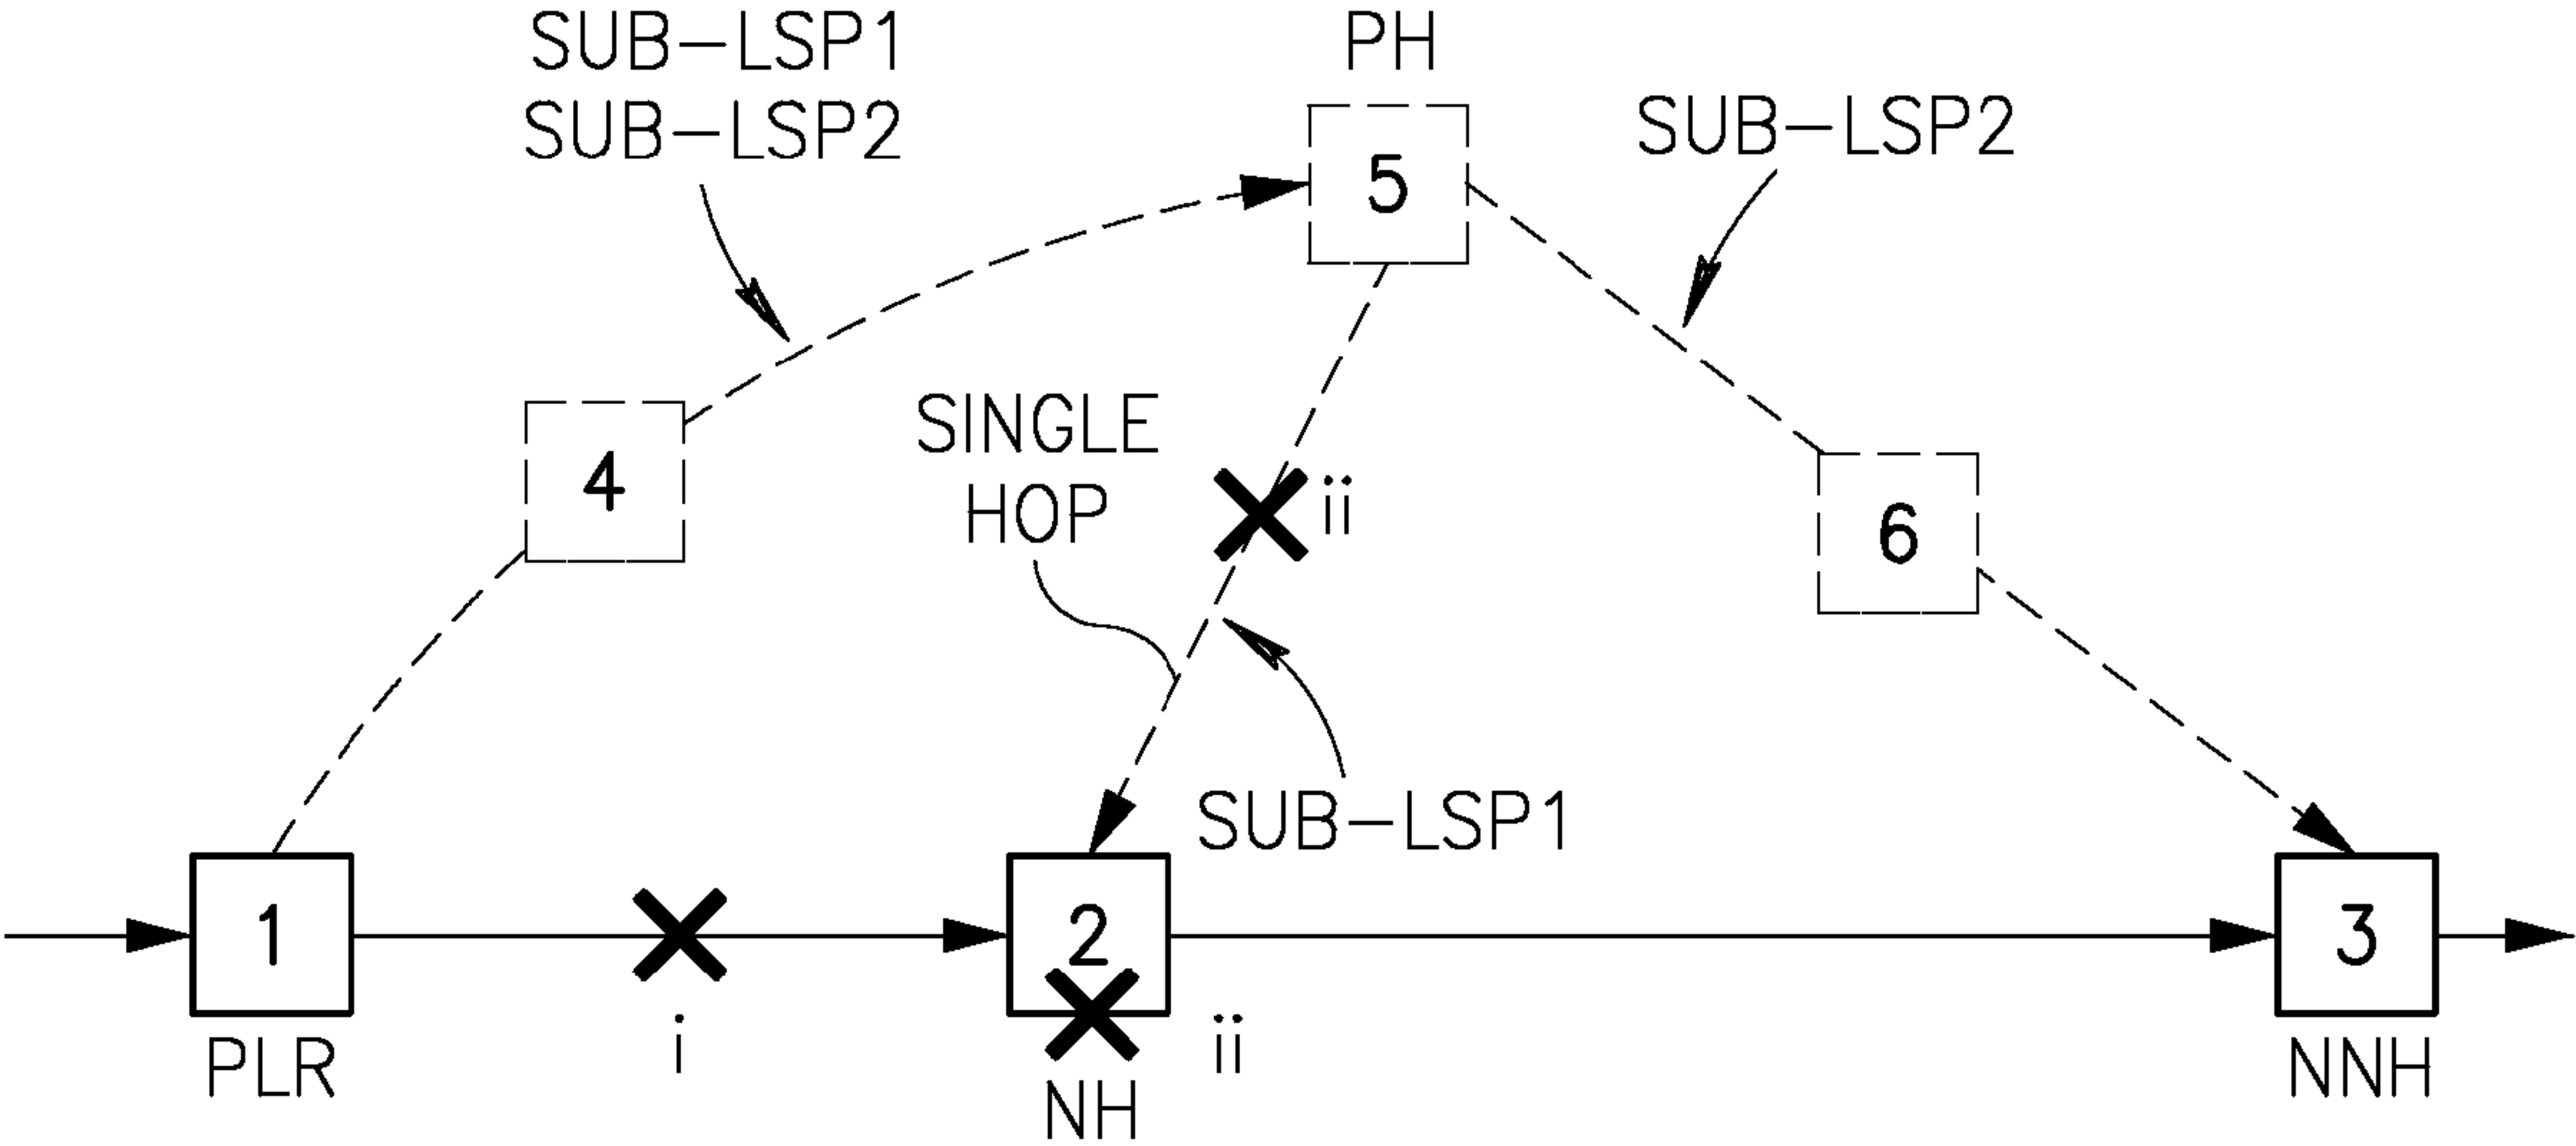 SUB-LSP1
SUB-LSP2
PH
SUB-LSP2
5
4
SINGLE
HOP
ii
6
SUB-LSP1
1
2
3
i
ii
PLR
NH
NNH